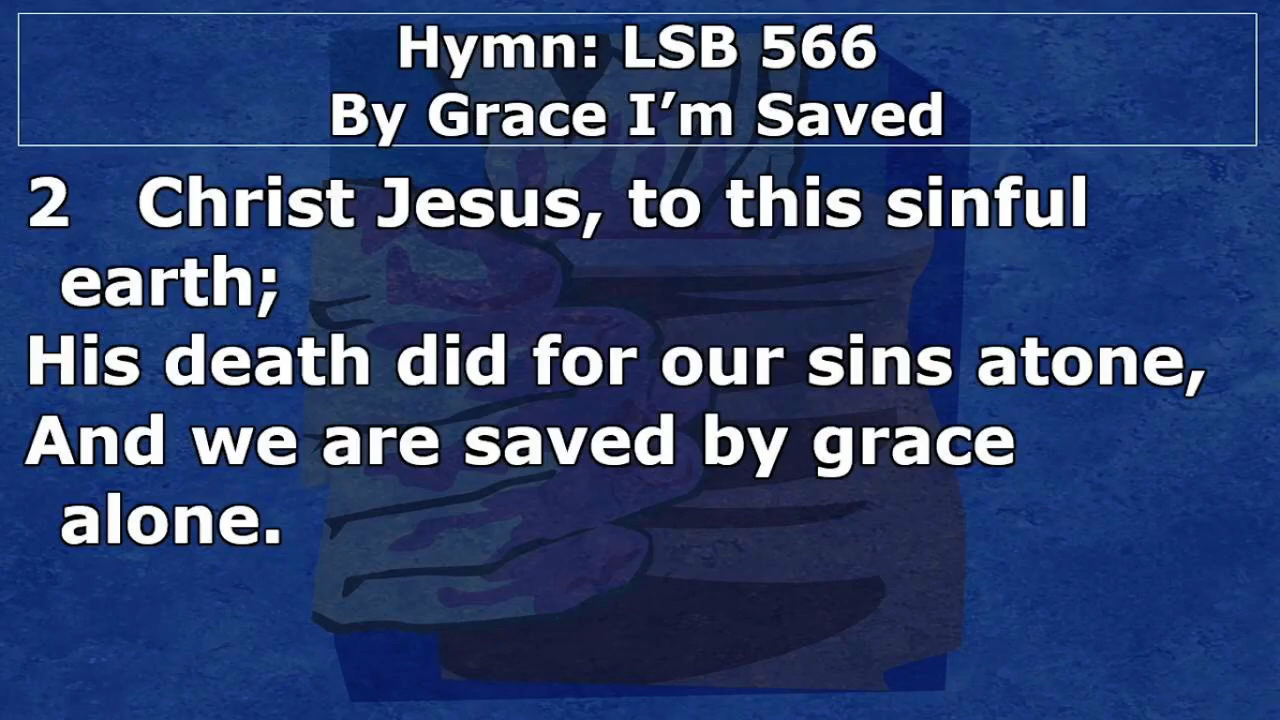 Hymn: LSB 566
By Grace I’m Saved
2 Christ Jesus, to this sinful
earth;
His death did for our sins atone,
And we are saved by grace
alone.